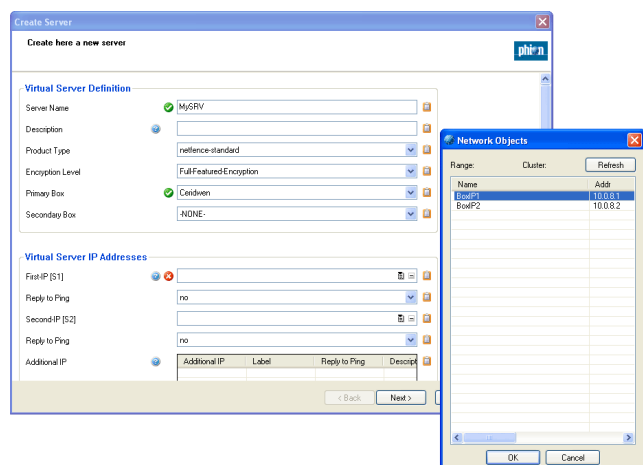 Create Server
Create here a new server
phion
Virtual Server Definition
Server Name MySRV
Description
Product Type netfence-standard
Encryption Level Full-Featured-Encryption
Primary Box Ceridwen
Secondary Box -NONE-
Virtual Server IP Addresses
First-IP [S1]
Reply to Ping no
Second-IP [S2]
Reply to Ping no
Additional IP Additional IP Label Reply to Ping Descript
< Back Next >
Network Objects
Range: Cluster: Refresh
Name Addr
BoxIP1 10.0.8.1
BoxIP2 10.0.8.2
OK Cancel